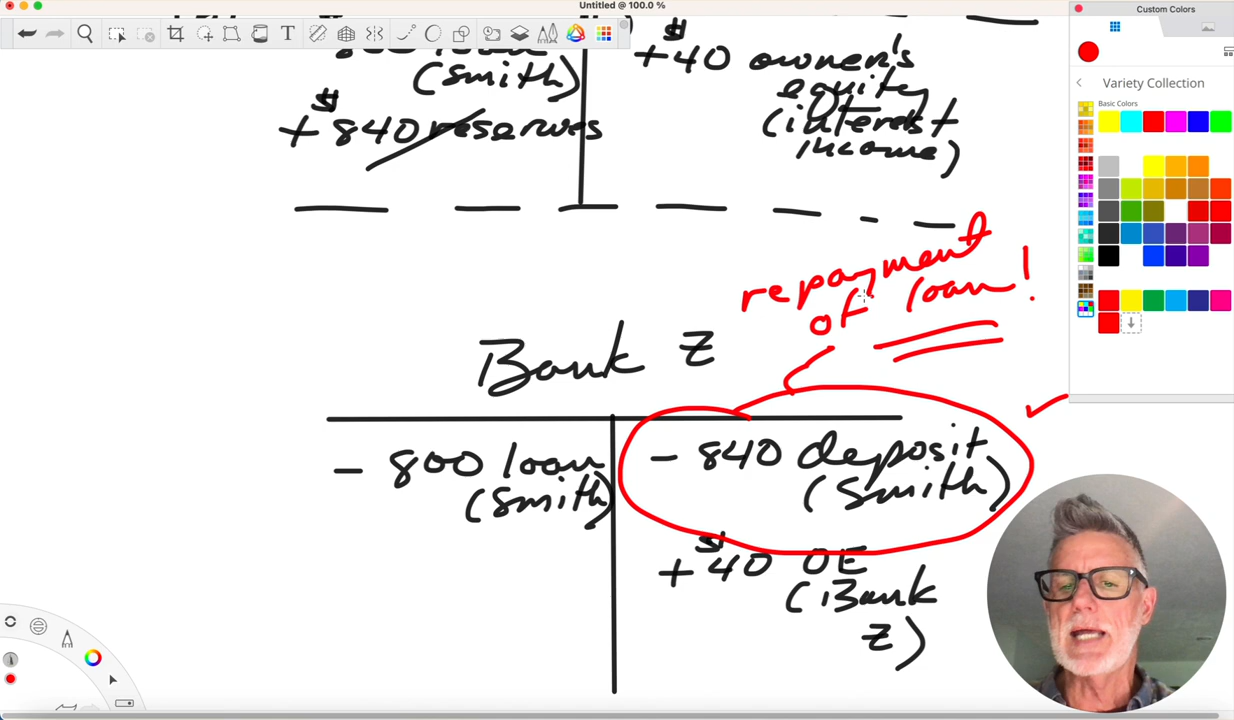 Untitled @ 100.0 %
Custom Colors
Variety Collection
Basic Colors
(Smith)
+$840 reserves
+$40 owner's
equity
(interest
income)
repayment
of loan!
Bank Z
- 800 loan
(Smith)
- 840 deposit
(Smith)
+$40 OE
(Bank
Z)